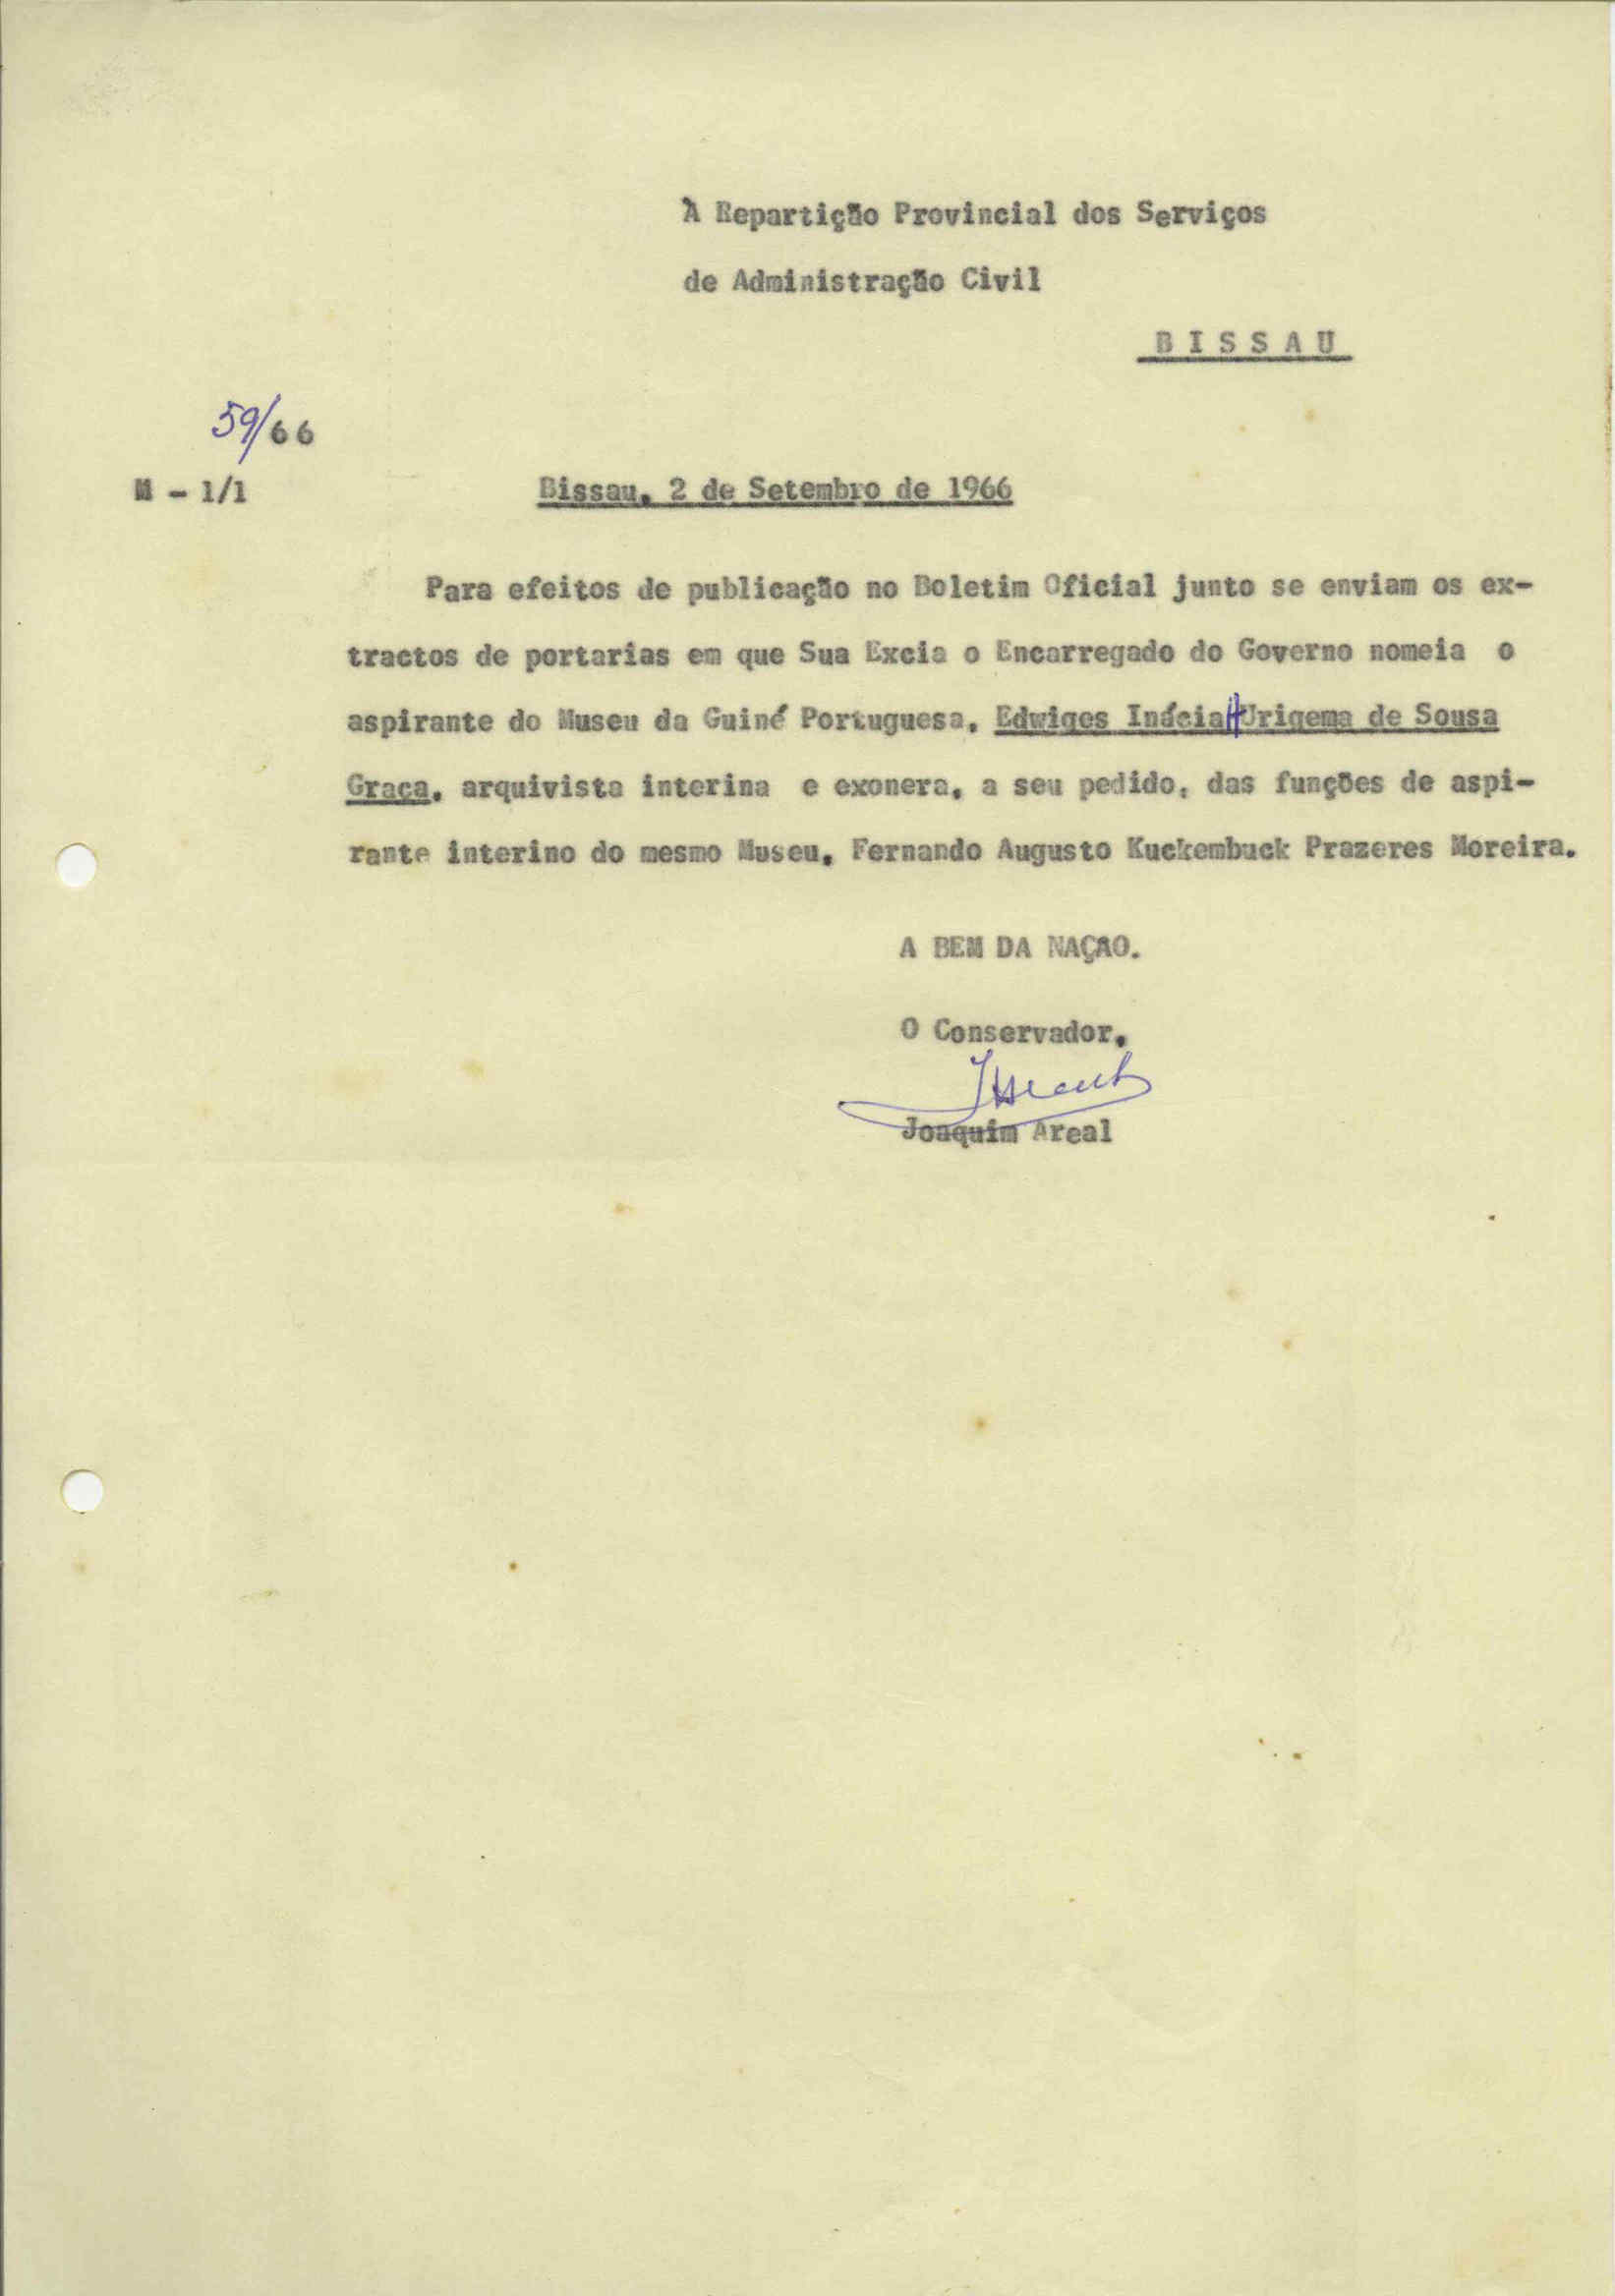 À Repartição Provincial dos Serviços
de Administração Civil
B I S S A U
59/66
M - 1/1
Bissau, 2 de Setembro de 1966
Para efeitos de publicação no Boletim Oficial junto se enviam os ex-
tractos de portarias em que Sua Excia o Encarregado do Governo nomeia o
aspirante do Museu da Guiné Portuguesa, Edwiges Inácia HUrigema de Sousa
Graça, arquivista interina e exonera, a seu pedido, das funções de aspi-
rante interino do mesmo Museu, Fernando Augusto Kuckembuck Prazeres Moreira.
A BEM DA NAÇAO.
O Conservador,
JAreal
Joaquim Areal